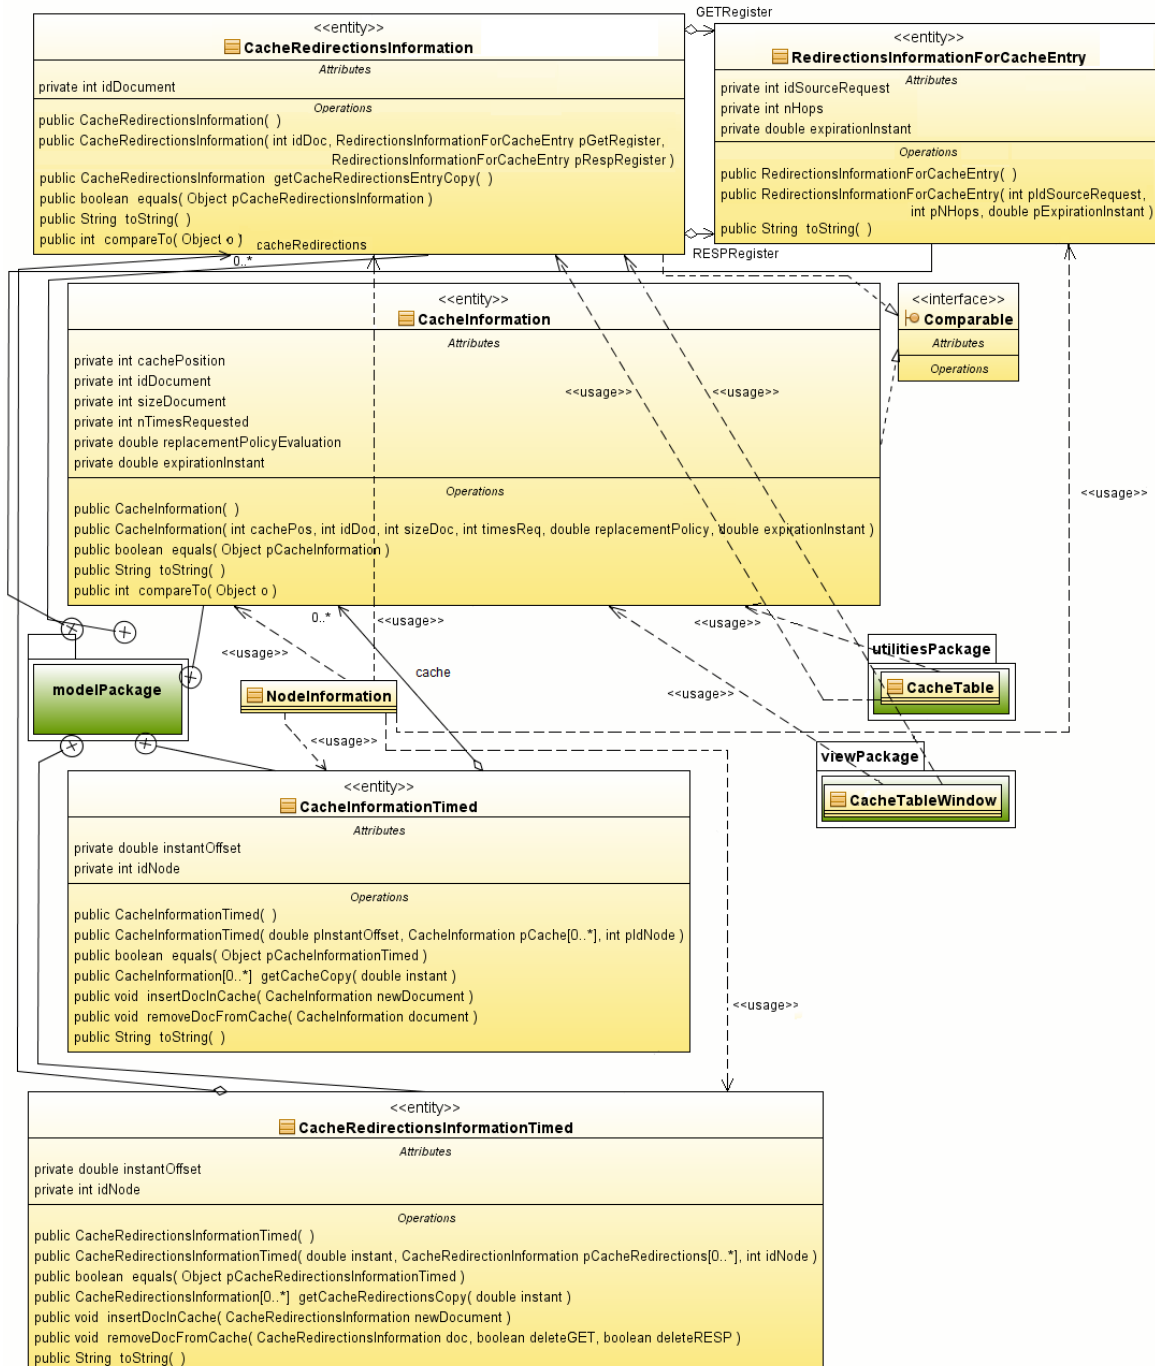 GETRegister
<<entity>>
CacheRedirectionsInformation
Attributes
private int idDocument
Operations
public CacheRedirectionsInformation( )
public CacheRedirectionsInformation( int idDoc, RedirectionsInformationForCacheEntry pGetRegister,
RedirectionsInformationForCacheEntry pRespRegister )
public CacheRedirectionsInformation getCacheRedirectionsEntryCopy( )
public boolean equals( Object pCacheRedirectionsInformation )
public String toString( )
public int compareTo( Object o )
<<entity>>
RedirectionsInformationForCacheEntry
Attributes
private int idSourceRequest
private int nHops
private double expirationInstant
Operations
public RedirectionsInformationForCacheEntry( )
public RedirectionsInformationForCacheEntry( int pIdSourceRequest,
int pNHops, double pExpirationInstant )
public String toString( )
cacheRedirections
0..*
RESPRegister
<<entity>>
CacheInformation
Attributes
private int cachePosition
private int idDocument
private int sizeDocument
private int nTimesRequested
private double replacementPolicyEvaluation
private double expirationInstant
Operations
public CacheInformation( )
public CacheInformation( int cachePos, int idDoc, int sizeDoc, int timesReq, double replacementPolicy, double expirationInstant )
public boolean equals( Object pCacheInformation )
public String toString( )
public int compareTo( Object o )
<<interface>>
Comparable
Attributes
Operations
<<usage>>
<<usage>>
<<usage>>
0..*
<<usage>>
<<usage>>
<<usage>>
cache
<<usage>>
utilitiesPackage
CacheTable
modelPackage
NodeInformation
<<usage>>
viewPackage
CacheTableWindow
<<entity>>
CacheInformationTimed
Attributes
private double instantOffset
private int idNode
Operations
public CacheInformationTimed( )
public CacheInformationTimed( double pInstantOffset, CacheInformation pCache[0..*], int pIdNode )
public boolean equals( Object pCacheInformationTimed )
public CacheInformation[0..*] getCacheCopy( double instant )
public void insertDocInCache( CacheInformation newDocument )
public void removeDocFromCache( CacheInformation document )
public String toString( )
<<usage>>
<<entity>>
CacheRedirectionsInformationTimed
Attributes
private double instantOffset
private int idNode
Operations
public CacheRedirectionsInformationTimed( )
public CacheRedirectionsInformationTimed( double instant, CacheRedirectionInformation pCacheRedirections[0..*], int idNode )
public boolean equals( Object pCacheRedirectionsInformationTimed )
public CacheRedirectionsInformation[0..*] getCacheRedirectionsCopy( double instant )
public void insertDocInCache( CacheRedirectionsInformation newDocument )
public void removeDocFromCache( CacheRedirectionsInformation doc, boolean deleteGET, boolean deleteRESP )
public String toString( )